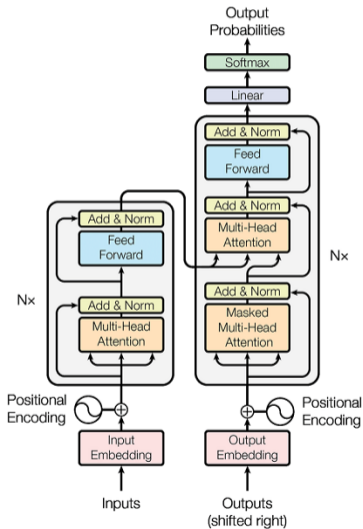 Output
Probabilities
Softmax
Linear
Add & Norm
Feed
Forward
Add & Norm
Multi-Head
Attention
Nx
Add & Norm
Masked
Multi-Head
Attention
Positional
Encoding
Output
Embedding
Outputs
(shifted right)
Add & Norm
Feed
Forward
Nx
Add & Norm
Multi-Head
Attention
Positional
Encoding
Input
Embedding
Inputs